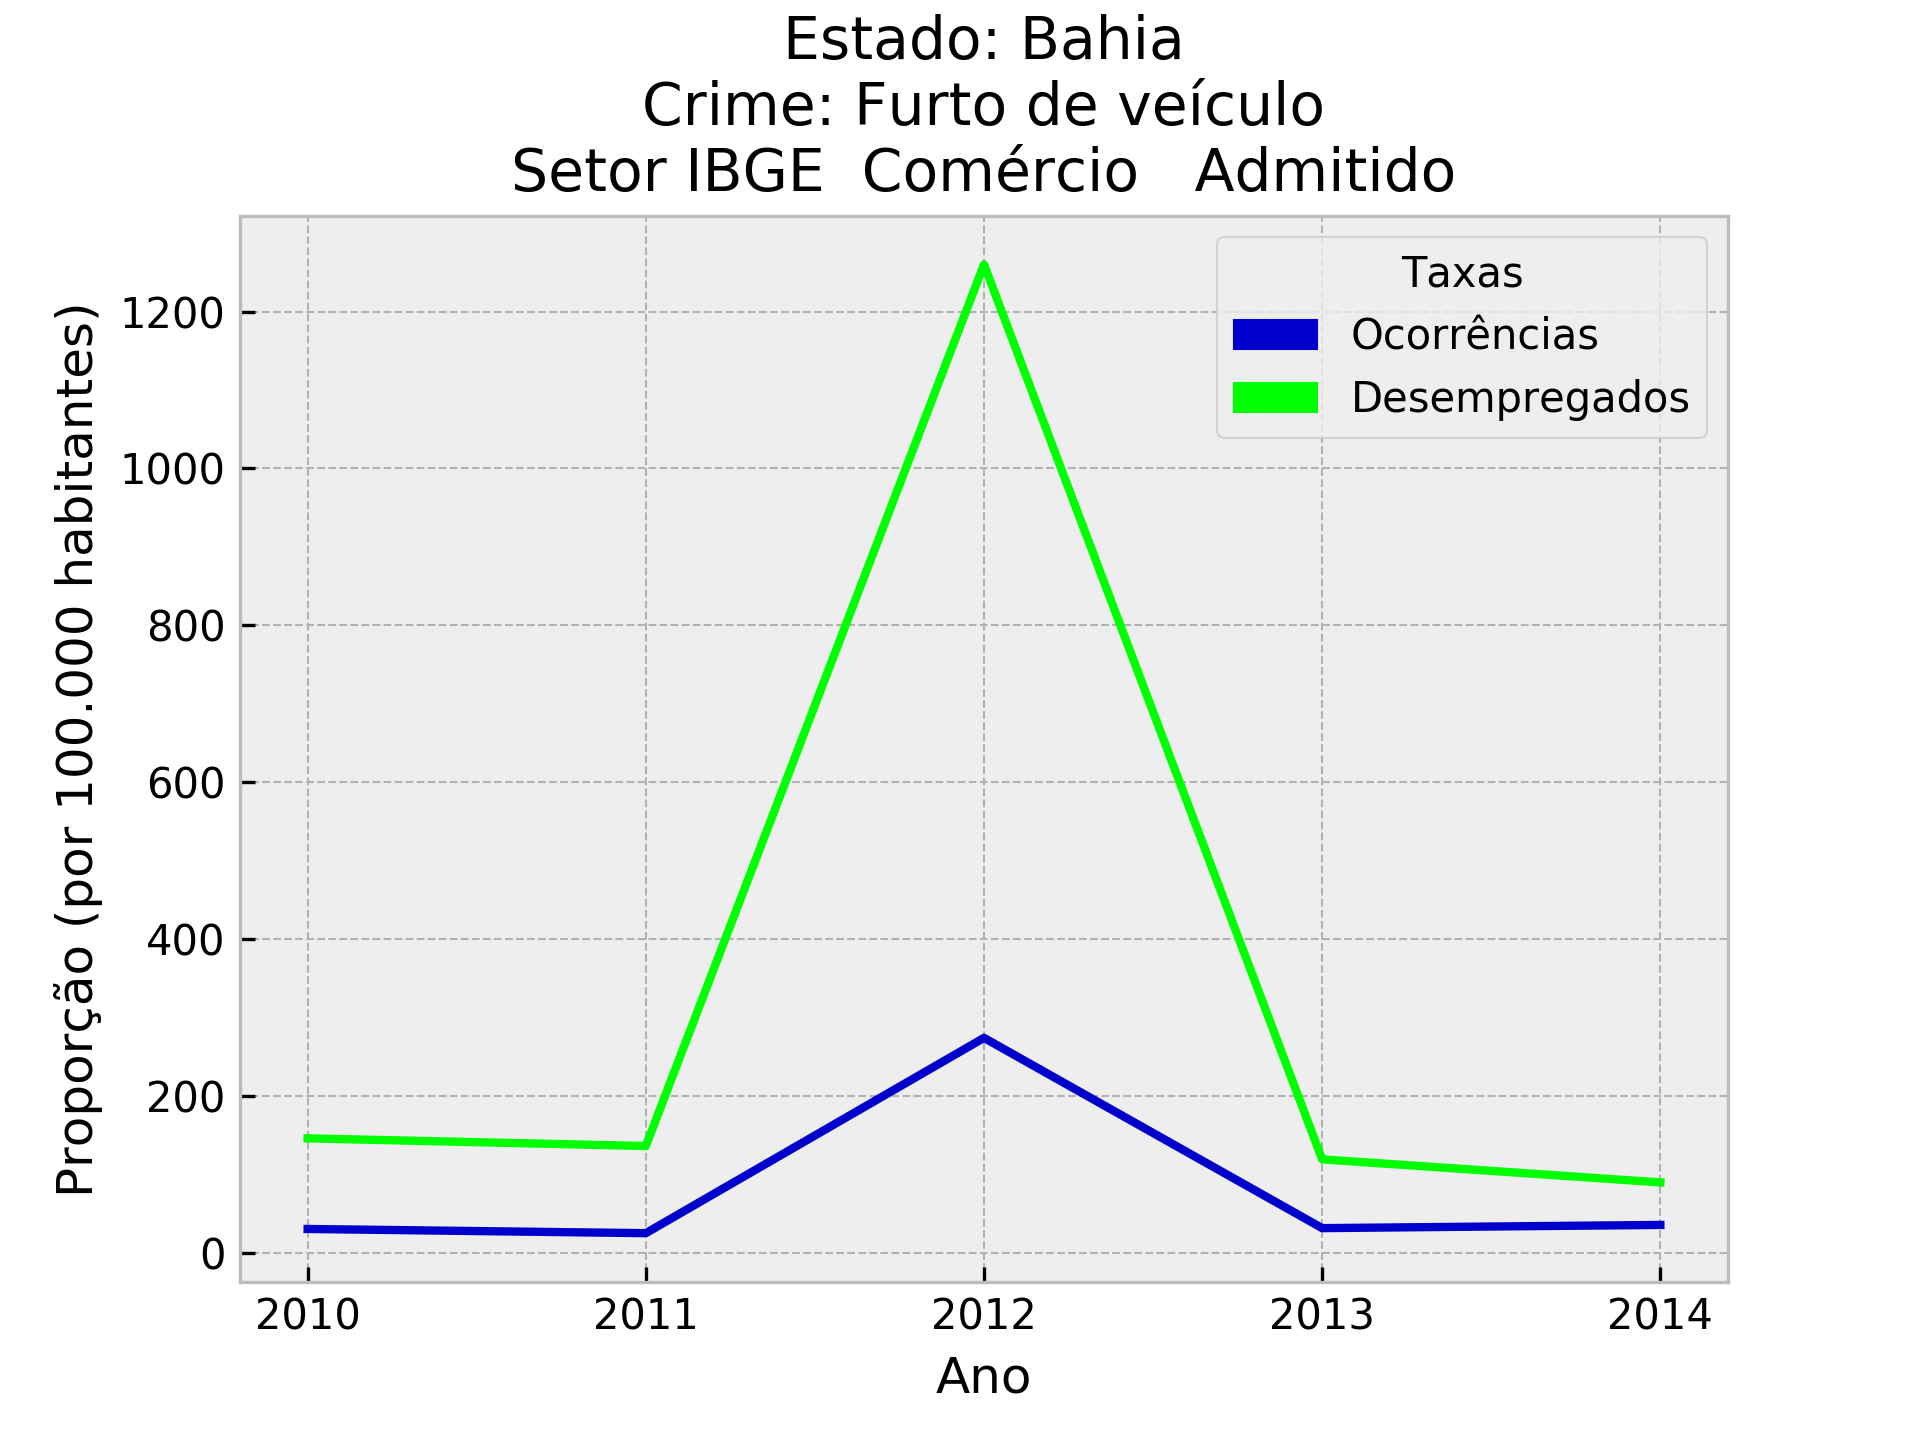 Estado: Bahia
Crime: Furto de veículo
Setor IBGE  Comércio   Admitido
Proporção (por 100.000 habitantes)
1200
1000
800
600
400
200
0
Taxas
Ocorrências
Desempregados
2010 2011 2012 2013 2014
Ano